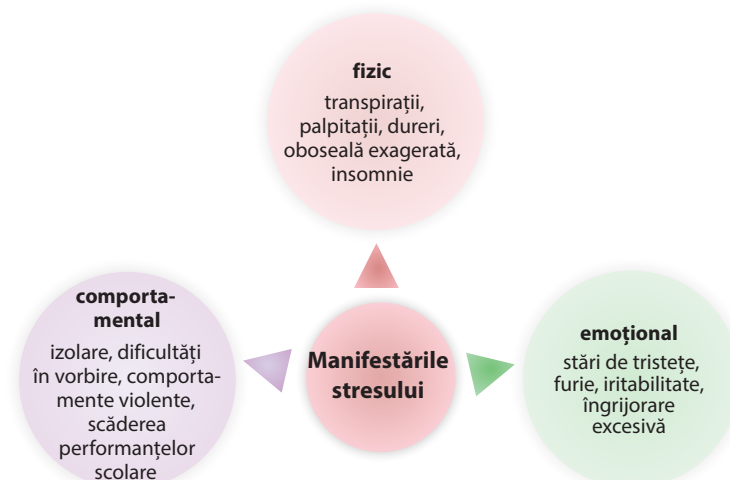 fizic
transpirații,
palpitații, dureri,
oboseală exagerată,
insomnie
comporta-
mental
izolare, dificultăți
în vorbire, comporta-
mente violente,
scăderea
performanțelor
scolare
Manifestările
stresului
emoțional
stări de tristețe,
furie, iritabilitate,
îngrijorare
excesivă